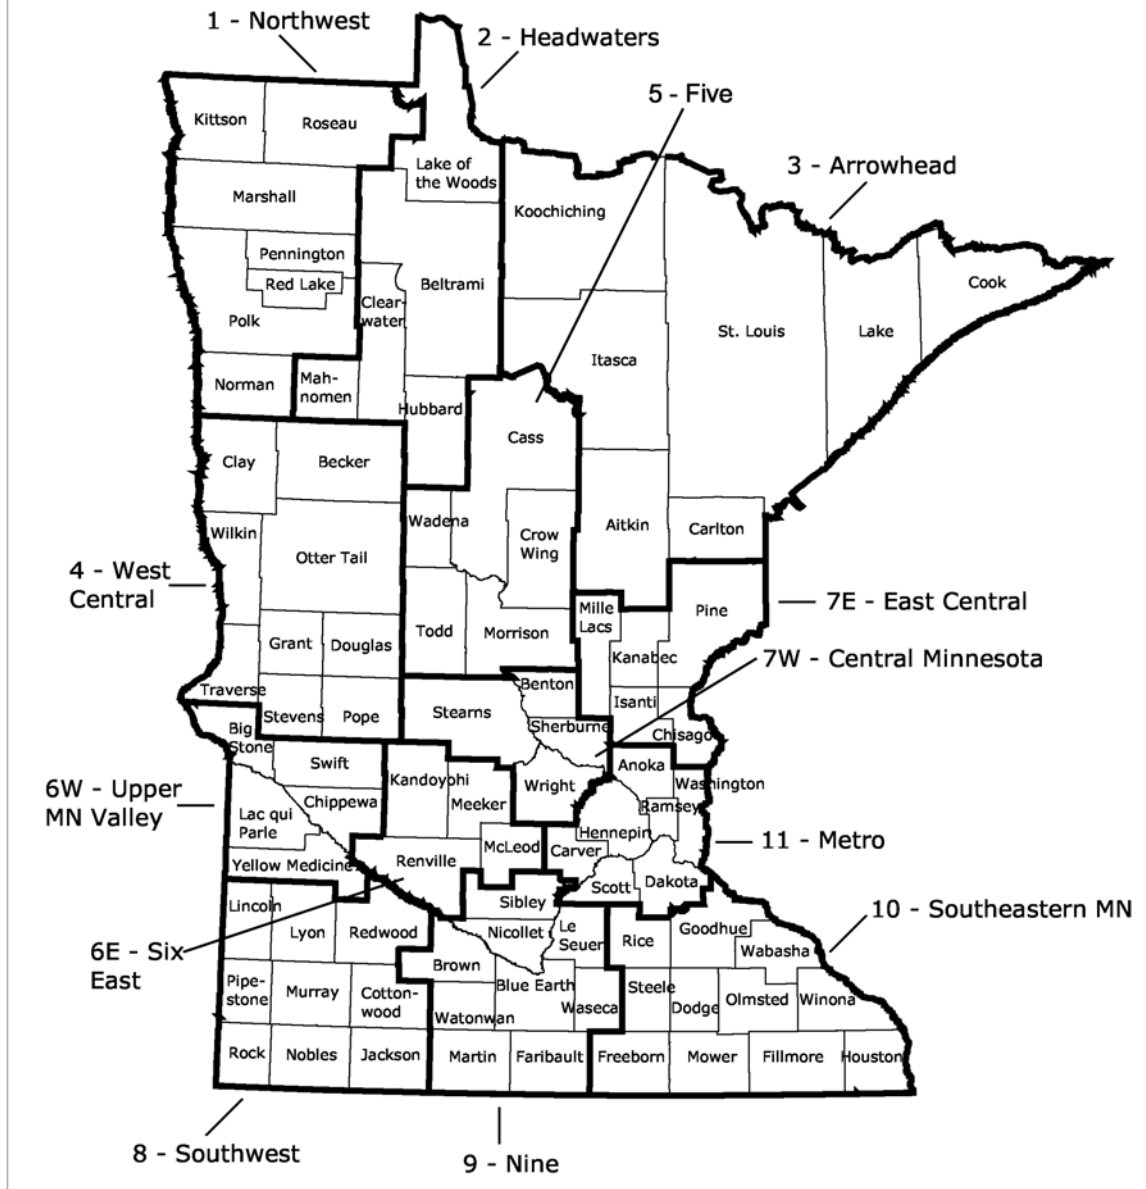 1 - Northwest
2 - Headwaters
5 - Five
3 - Arrowhead
Kittson
Roseau
Lake of
the Woods
Marshall
Koochiching
Pennington
Red Lake
Beltrami
Cook
Clear-
water
Polk
St. Louis
Lake
Itasca
Norman
Mah-
nomen
Hubbard
Cass
Clay
Becker
Wadena
Aitkin
Carlton
Wilkin
Crow
Wing
Otter Tail
4 - West
Central
Mille
Lacs
Pine
7E - East Central
Grant
Douglas
Todd
Morrison
Kanabec
7W - Central Minnesota
Traverse
Benton
Isanti
Stevens
Pope
Stearns
Sherburne
Chisago
Big
Stone
Swift
Kandoyohi
Anoka
Wright
Washington
6W - Upper
MN Valley
Chippewa
Meeker
Ramsey
Lac qui
Parle
Hennepin
11 - Metro
McLeod
Carver
Yellow Medicine
Renville
Scott
Dakota
Lincoln
Sibley
10 - Southeastern MN
Lyon
Redwood
Nicollet
Le
Seuer
Rice
Goodhue
Wabasha
6E - Six
East
Brown
Pipe-
stone
Murray
Cotton-
wood
Blue Earth
Waseca
Steele
Dodge
Olmsted
Winona
Watonwan
Rock
Nobles
Jackson
Martin
Faribault
Freeborn
Mower
Fillmore
Houston
8 - Southwest
9 - Nine